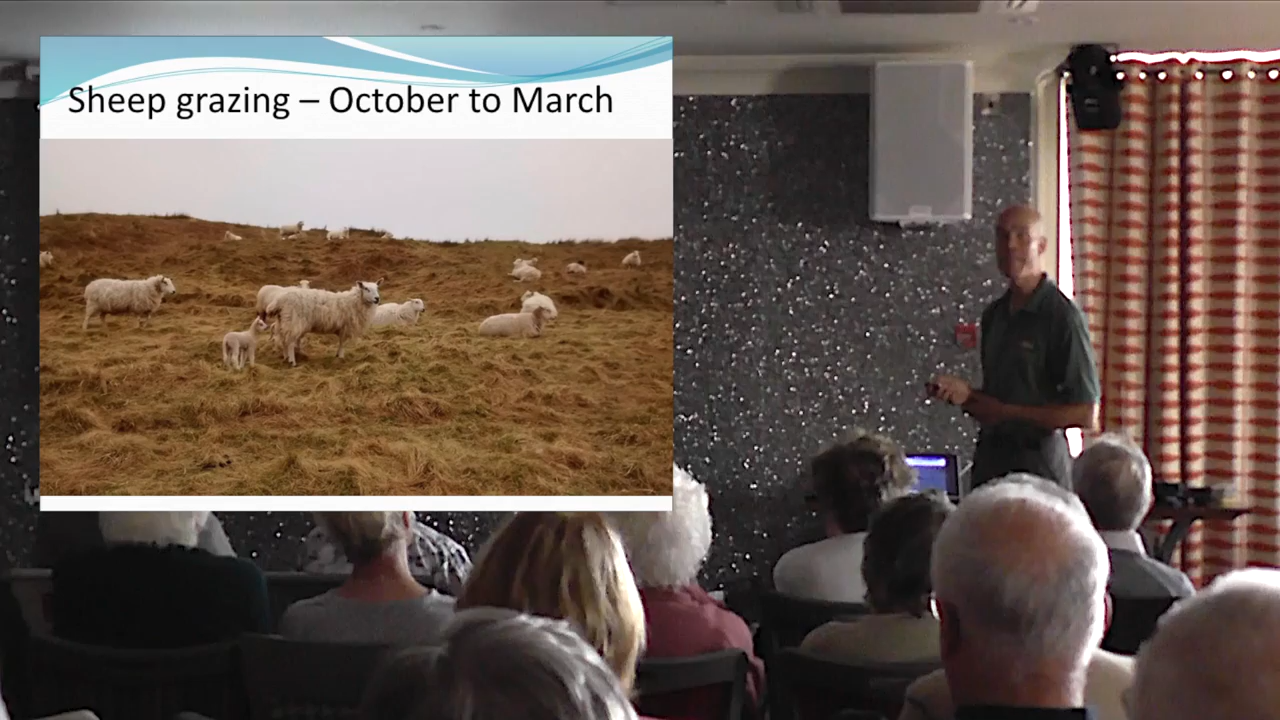 Sheep grazing – October to March